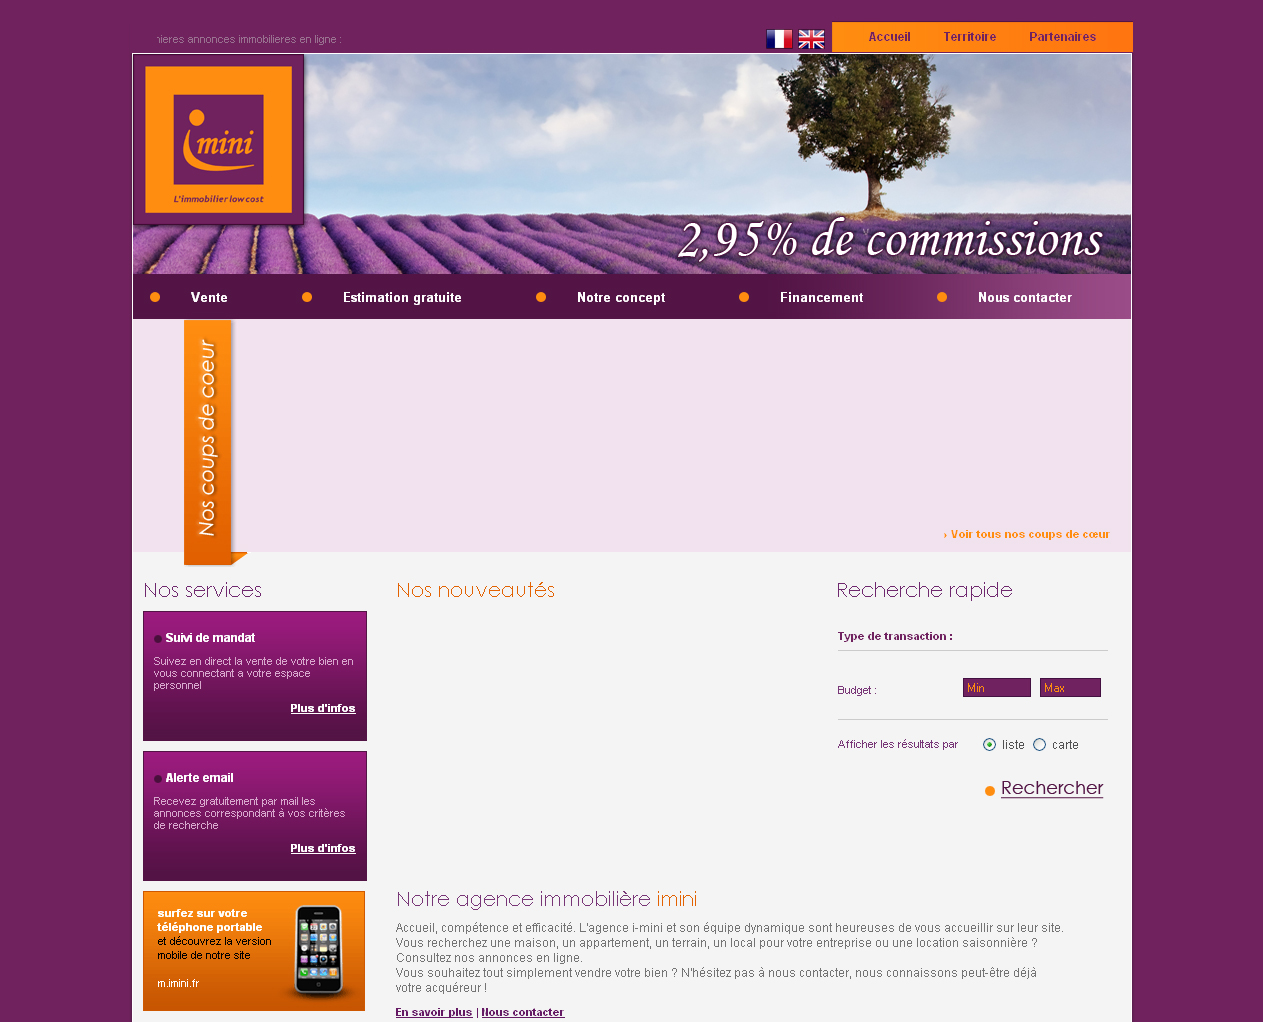 nieres annonces immobilieres en ligne :
Accueil
Territoire
Partenaires
imini
L'immobilier low cost
2,95% de commissions
Vente
Estimation gratuite
Notre concept
Financement
Nous contacter
Nos coups de coeur
› Voir tous nos coups de cœur
Nos services
Suivi de mandat
Suivez en direct la vente de votre bien en
vous connectant a votre espace
personnel
Plus d'infos
Alerte email
Recevez gratuitement par mail les
annonces correspondant à vos critères
de recherche
Plus d'infos
surfez sur votre
téléphone portable
et découvrez la version
mobile de notre site
m.imini.fr
Nos nouveautés
Recherche rapide
Type de transaction :
Budget :
Min
Max
Afficher les résultats par
liste
carte
Rechercher
Notre agence immobilière imini
Accueil, compétence et efficacité. L'agence i-mini et son équipe dynamique sont heureuses de vous accueillir sur leur site.
Vous recherchez une maison, un appartement, un terrain, un local pour votre entreprise ou une location saisonnière ?
Consultez nos annonces en ligne.
Vous souhaitez tout simplement vendre votre bien ? N'hésitez pas à nous contacter, nous connaissons peut-être déjà
votre acquéreur !
En savoir plus | Nous contacter